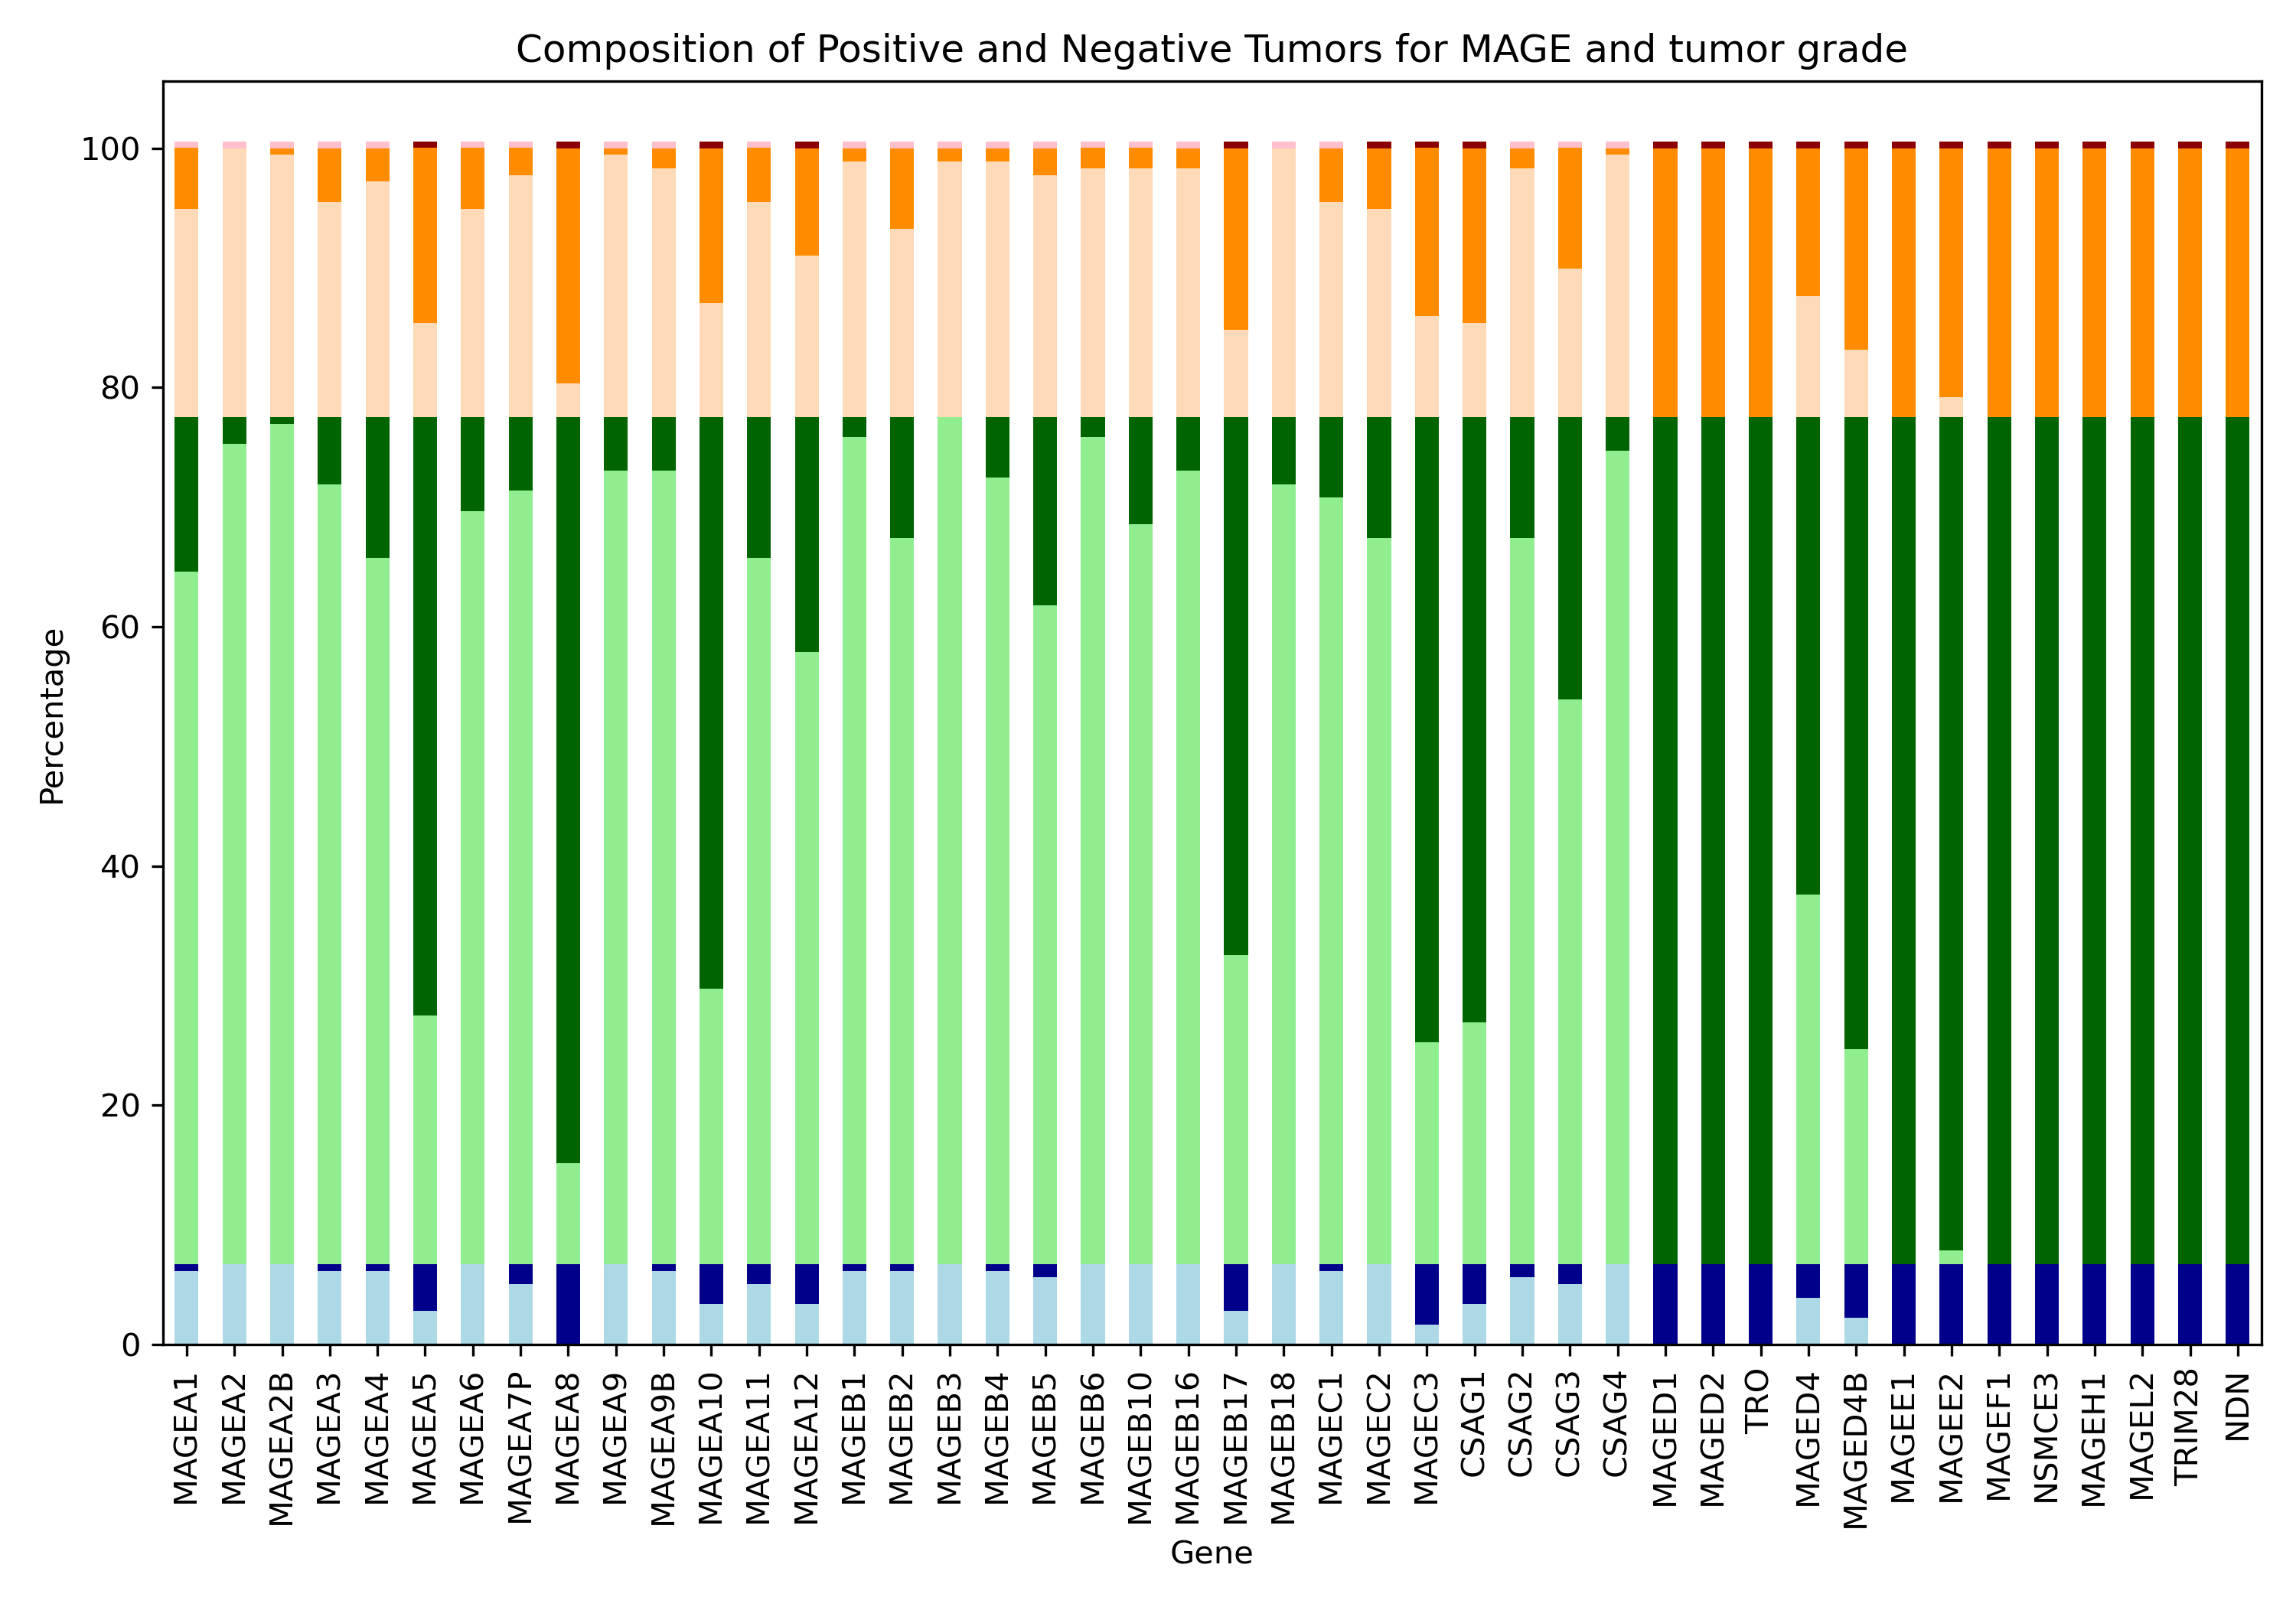 Composition of Positive and Negative Tumors for MAGE and tumor grade
100
80
60
40
20
0
Percentage
MAGEA1
MAGEA2
MAGEA2B
MAGEA3
MAGEA4
MAGEA5
MAGEA6
MAGEA7P
MAGEA8
MAGEA9
MAGEA9B
MAGEA10
MAGEA11
MAGEA12
MAGEB1
MAGEB2
MAGEB3
MAGEB4
MAGEB5
MAGEB6
MAGEB10
MAGEB16
MAGEB17
MAGEB18
MAGEC1
MAGEC2
MAGEC3
CSAG1
CSAG2
CSAG3
CSAG4
MAGED1
MAGED2
TRO
MAGED4
MAGED4B
MAGEE1
MAGEE2
MAGEF1
NSMCE3
MAGEH1
MAGEL2
TRIM28
NDN
Gene